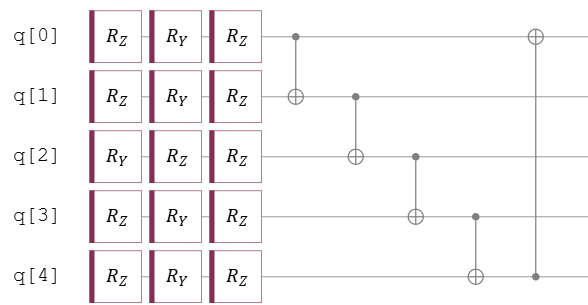 q[0] R_Z R_Y R_Z
q[1] R_Z R_Y R_Z
q[2] R_Y R_Z R_Z
q[3] R_Z R_Y R_Z
q[4] R_Z R_Y R_Z